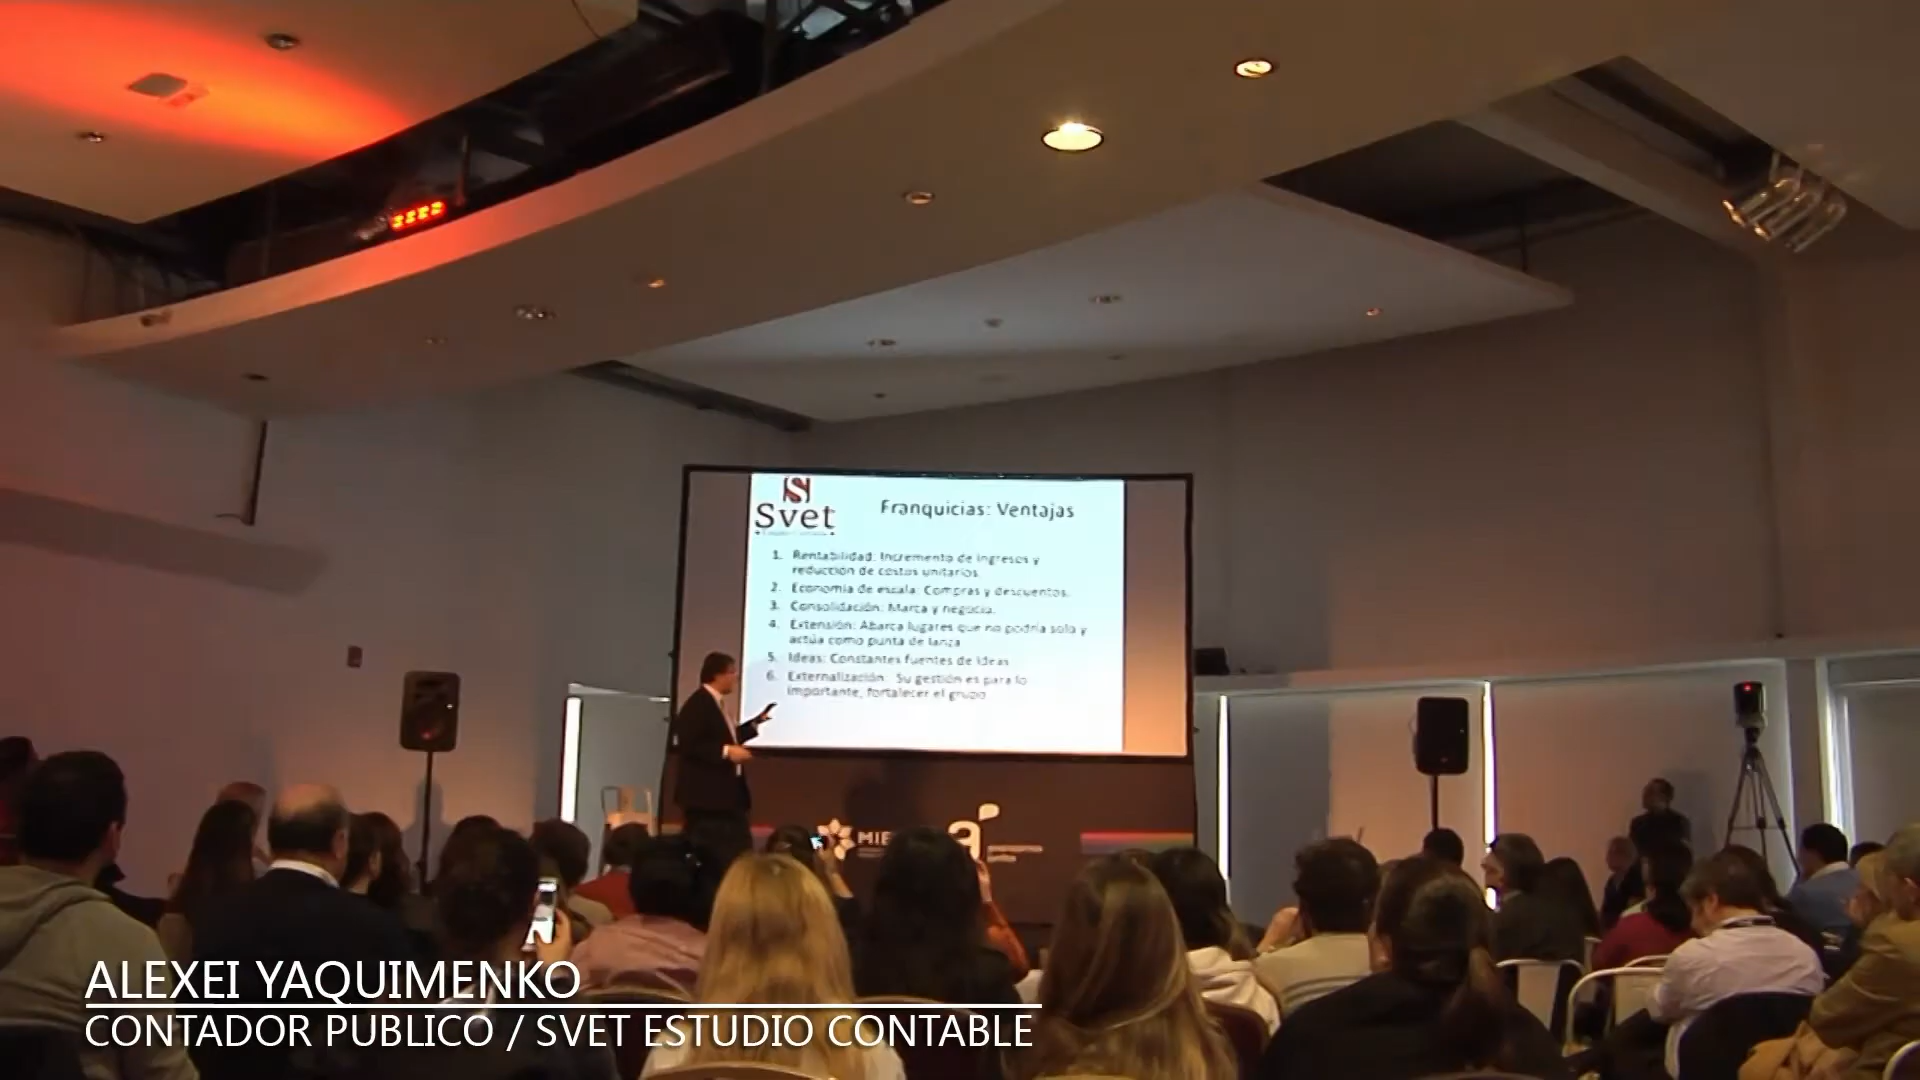 Svet
Franquicias: Ventajas
1. Rentabilidad: Incremento de ingresos y
reducción de costos unitarios
2. Economía de escala: Compras y descuentos.
3. Consolidación: Marca y negocio.
4. Extensión: Abarca lugares que no podría solo y
actúa como punta de lanza
5. Ideas: Constantes fuentes de ideas
6. Externalización: Su gestión es para lo
importante, fortalecer el grupo
ALEXEI YAQUIMENKO
CONTADOR PUBLICO / SVET ESTUDIO CONTABLE